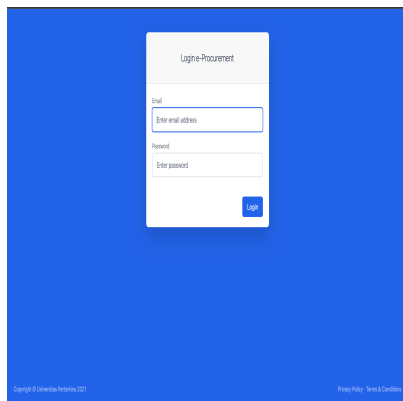 Login e-Procurement
Email
Enter email address
Password
Enter password
Login
Copyright © Universitas Pertamina 2021
Privacy Policy · Terms & Conditions